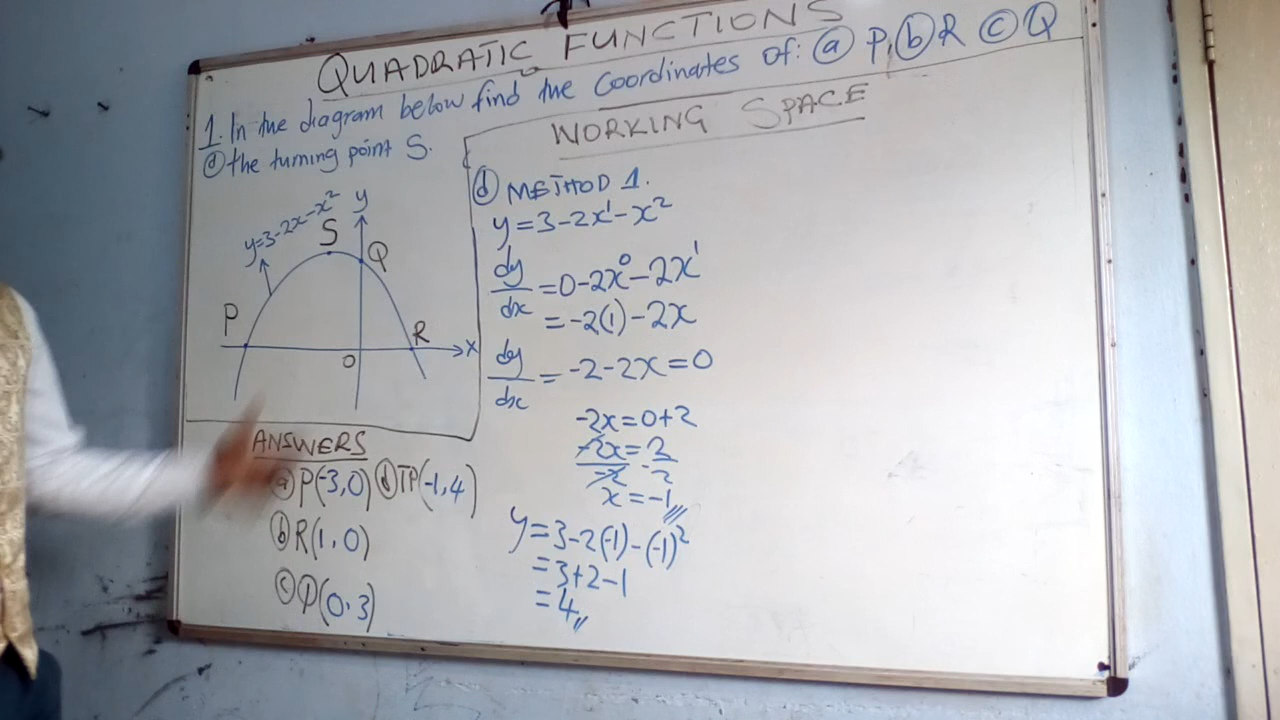 QUADRATIC FUNCTIONS
1. In the diagram below find the coordinates of: ⓐ P, ⓑ R ⓒ Q
ⓓ the turning point S.
y=3-2x-x²
y
S
Q
P
R
O
x
ANSWERS
ⓐ P(-3,0) ⓓ TP(-1,4)
ⓑ R(1,0)
ⓒ Q(0,3)
WORKING SPACE
ⓓ METHOD 1.
y=3-2x¹-x²
dy/dx =0-2x⁰-2x¹
=-2(1)-2x
dy/dx = -2-2x=0
-2x=0+2
-2x/-2 = 2/-2
x=-1//
y=3-2(-1)-(-1)²
=3+2-1
=4//